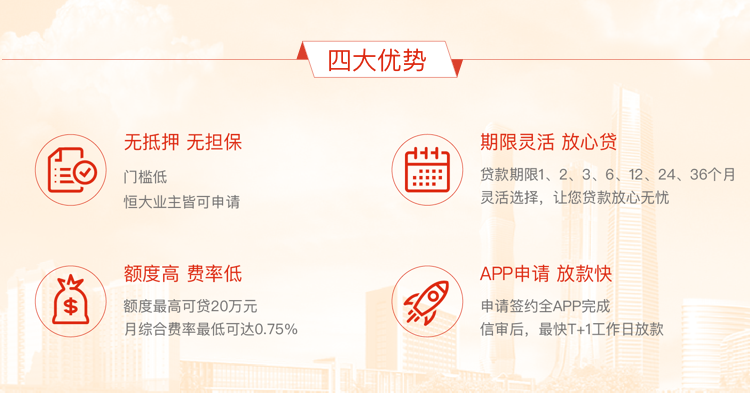 四大优势
无抵押 无担保
门槛低
恒大业主皆可申请
期限灵活 放心贷
贷款期限1、2、3、6、12、24、36个月
灵活选择，让您贷款放心无忧
额度高 费率低
额度最高可贷20万元
月综合费率最低可达0.75%
APP申请 放款快
申请签约全APP完成
信审后，最快T+1工作日放款